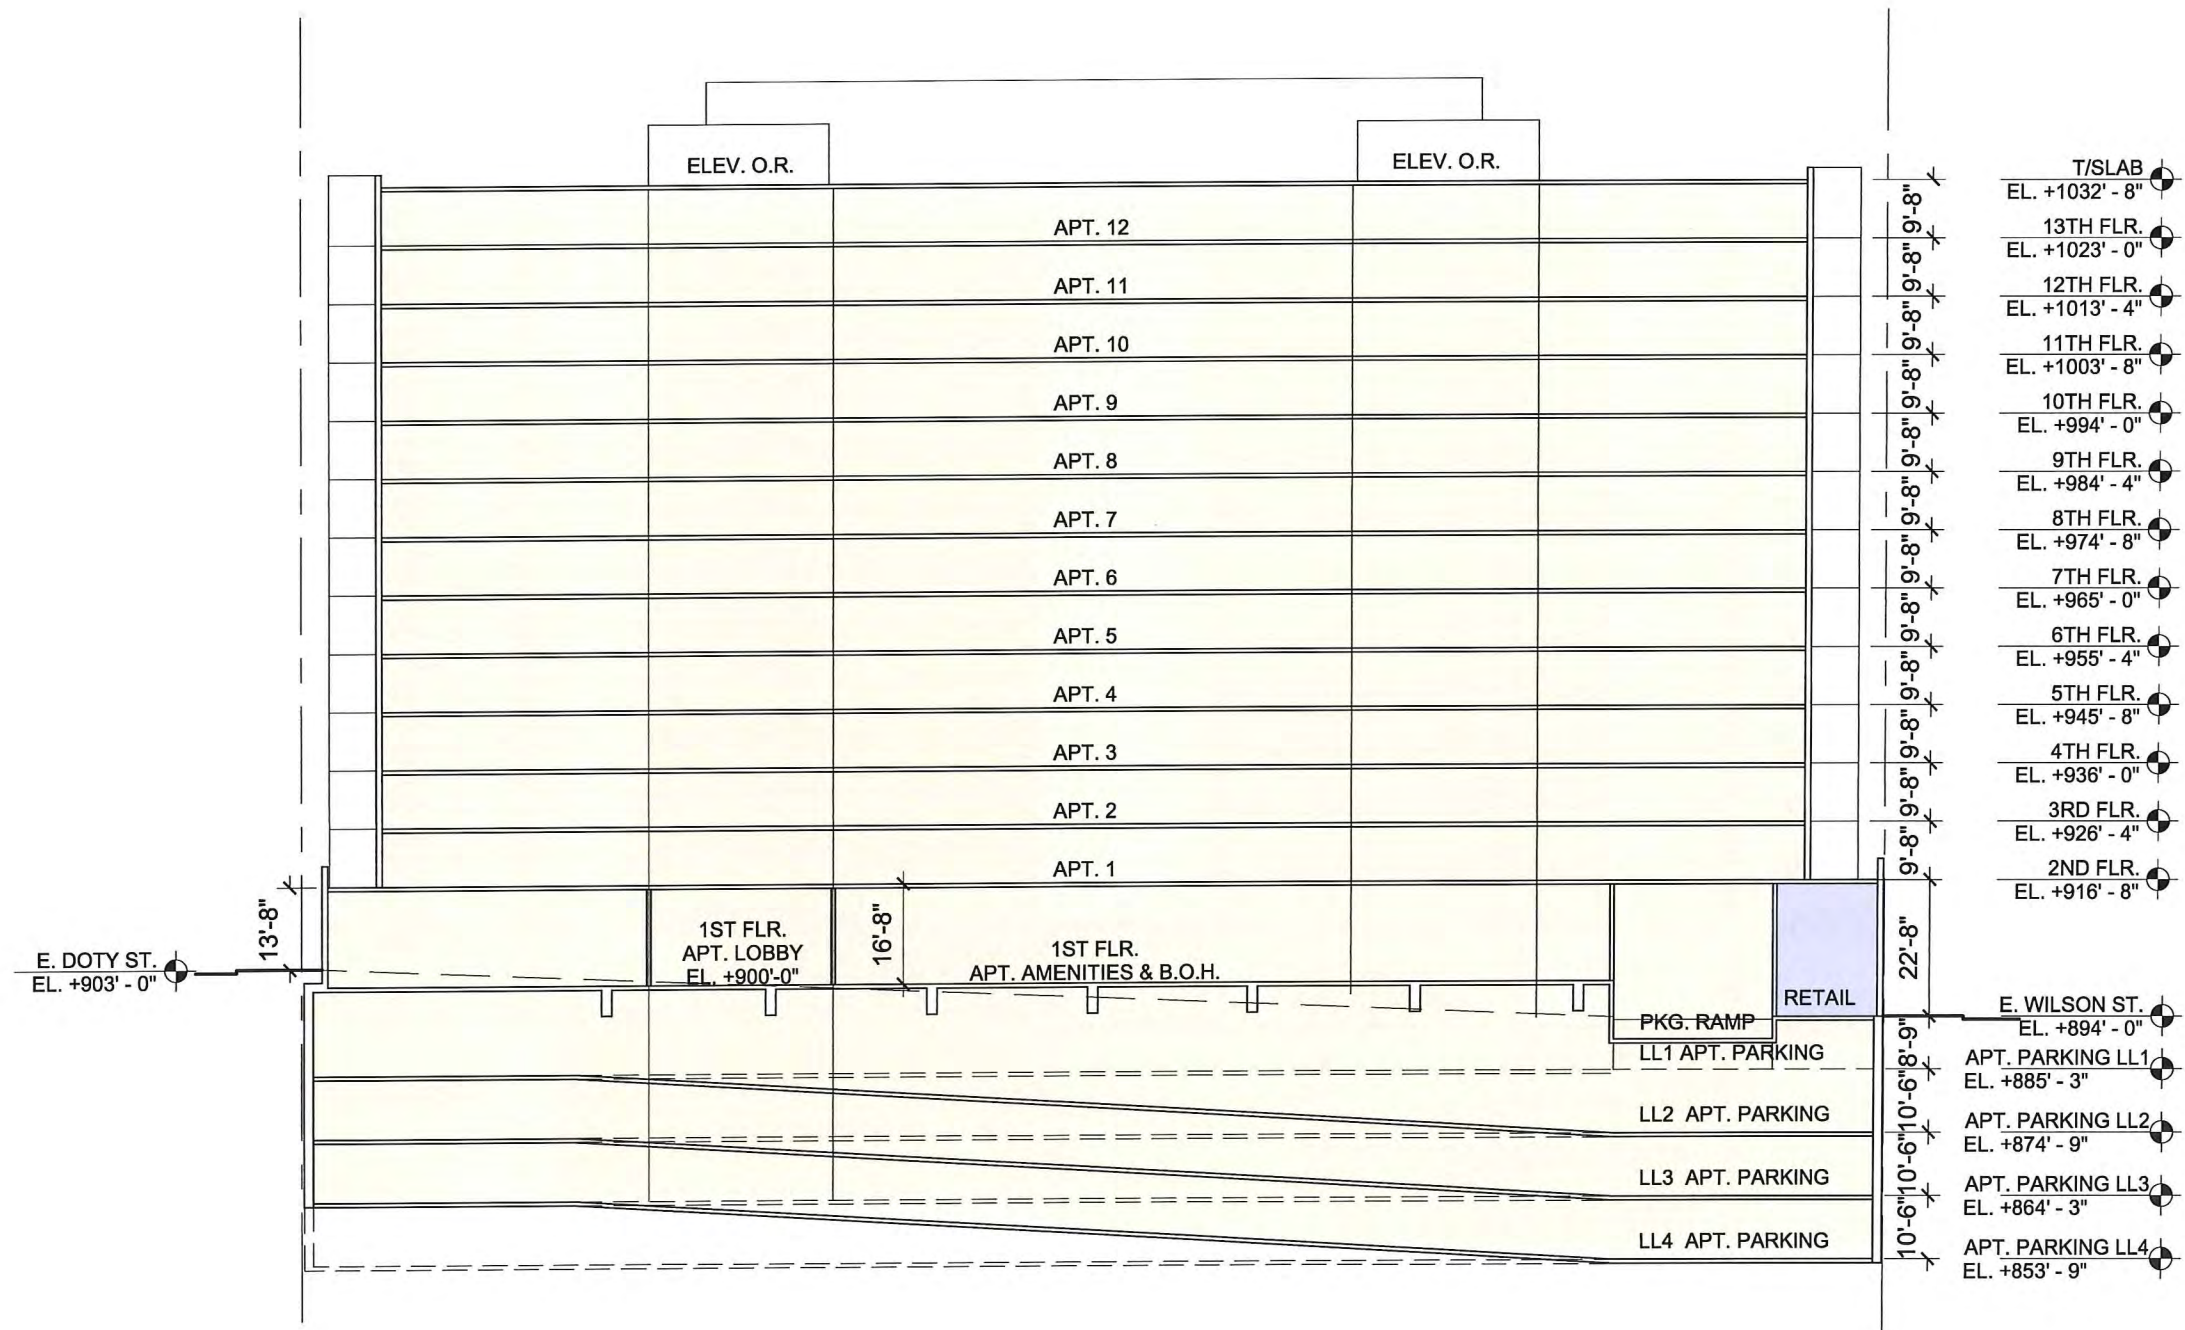 ELEV. O.R.
ELEV. O.R.
T/SLAB
EL. +1032' - 8"
9'-8"
APT. 12
13TH FLR.
EL. +1023' - 0"
9'-8"
APT. 11
12TH FLR.
EL. +1013' - 4"
9'-8"
APT. 10
11TH FLR.
EL. +1003' - 8"
9'-8"
APT. 9
10TH FLR.
EL. +994' - 0"
9'-8"
APT. 8
9TH FLR.
EL. +984' - 4"
9'-8"
APT. 7
8TH FLR.
EL. +974' - 8"
9'-8"
APT. 6
7TH FLR.
EL. +965' - 0"
9'-8"
APT. 5
6TH FLR.
EL. +955' - 4"
9'-8"
APT. 4
5TH FLR.
EL. +945' - 8"
9'-8"
APT. 3
4TH FLR.
EL. +936' - 0"
9'-8"
APT. 2
3RD FLR.
EL. +926' - 4"
9'-8"
APT. 1
2ND FLR.
EL. +916' - 8"
13'-8"
1ST FLR.
APT. LOBBY
EL. +900'-0"
16'-8"
1ST FLR.
APT. AMENITIES & B.O.H.
22'-8"
E. DOTY ST.
EL. +903' - 0"
RETAIL
PKG. RAMP
E. WILSON ST.
EL. +894' - 0"
8'-9"
LL1 APT. PARKING
APT. PARKING LL1
EL. +885' - 3"
10'-6"
LL2 APT. PARKING
APT. PARKING LL2
EL. +874' - 9"
10'-6"
LL3 APT. PARKING
APT. PARKING LL3
EL. +864' - 3"
10'-6"
LL4 APT. PARKING
APT. PARKING LL4
EL. +853' - 9"